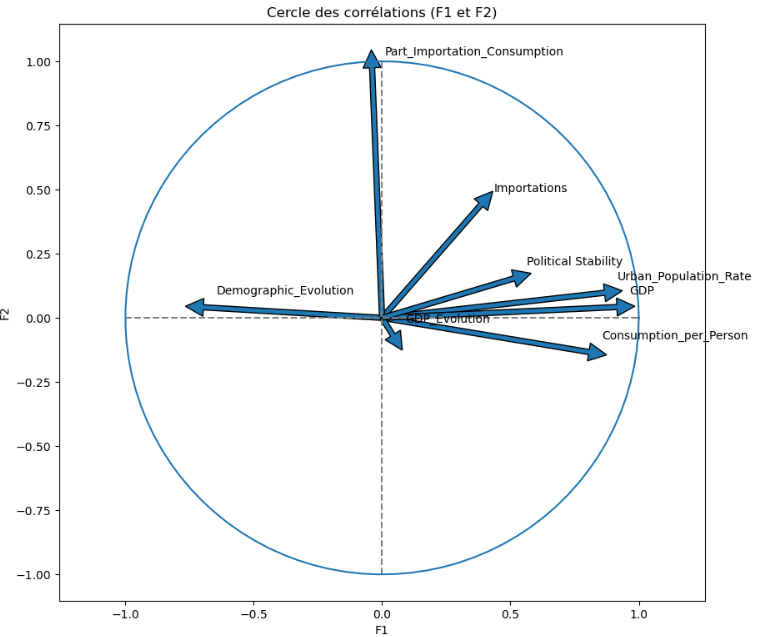 Cercle des corrélations (F1 et F2)
1.00
0.75
0.50
0.25
0.00
−0.25
−0.50
−0.75
−1.00
F2
Part_Importation_Consumption
Importations
Political Stability
Urban_Population_Rate
Demographic_Evolution
GDP
GDP_Evolution
Consumption_per_Person
−1.0
−0.5
0.0
0.5
1.0
F1